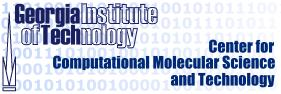 Georgia Institute
of Technology
Center for
Computational Molecular Science
and Technology